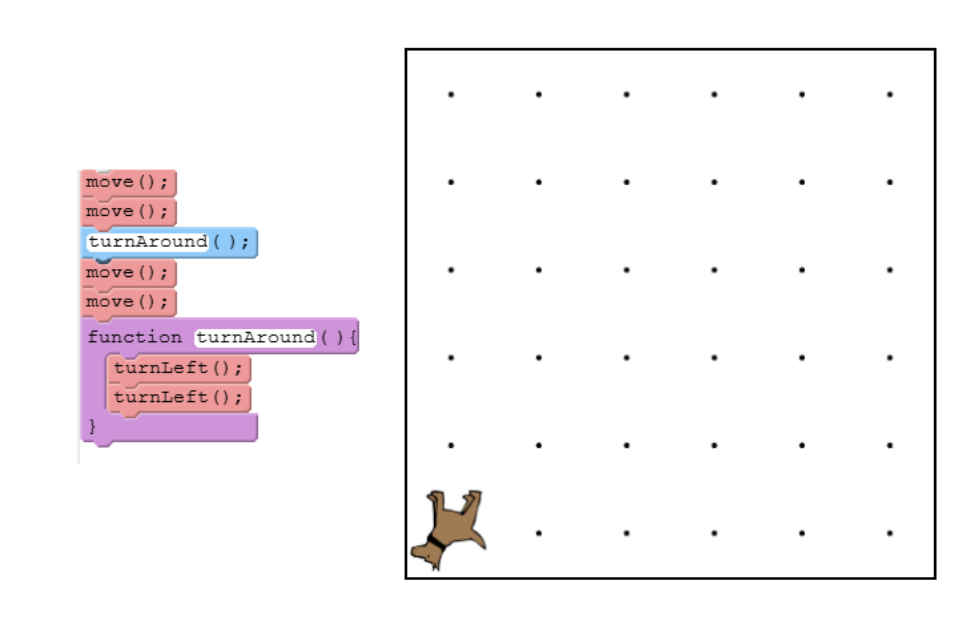 move();
move();
turnAround();
move();
move();
function turnAround(){
turnLeft();
turnLeft();
}